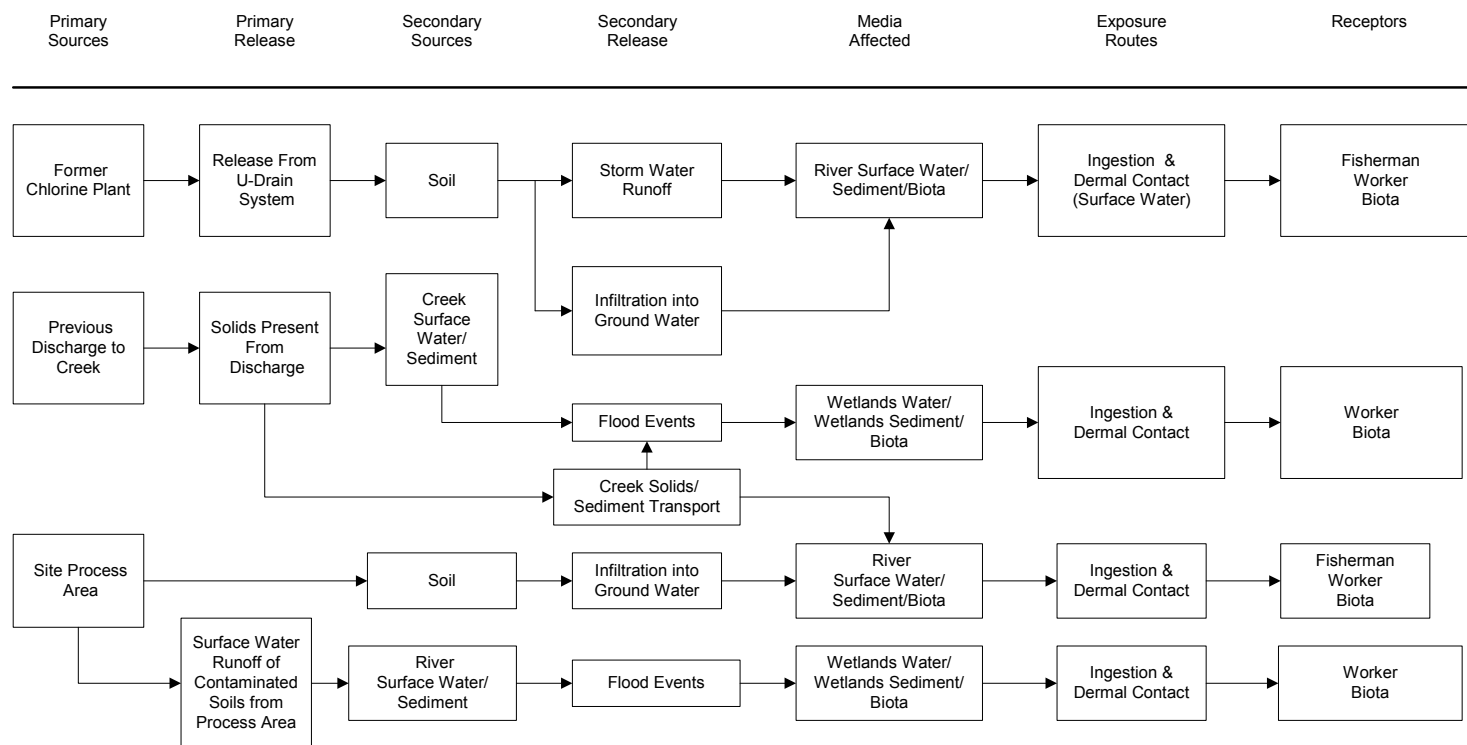 Primary
Sources
Primary
Release
Secondary
Sources
Secondary
Release
Media
Affected
Exposure
Routes
Receptors
Former
Chlorine Plant
Release From
U-Drain
System
Soil
Storm Water
Runoff
River Surface Water/
Sediment/Biota
Ingestion &
Dermal Contact
(Surface Water)
Fisherman
Worker
Biota
Infiltration into
Ground Water
Previous
Discharge to
Creek
Solids Present
From
Discharge
Creek
Surface
Water/
Sediment
Flood Events
Wetlands Water/
Wetlands Sediment/
Biota
Ingestion &
Dermal Contact
Worker
Biota
Creek Solids/
Sediment Transport
Site Process
Area
Soil
Infiltration into
Ground Water
River
Surface Water/
Sediment/Biota
Ingestion &
Dermal Contact
Fisherman
Worker
Biota
Surface Water
Runoff of
Contaminated
Soils from
Process Area
River
Surface Water/
Sediment
Flood Events
Wetlands Water/
Wetlands Sediment/
Biota
Ingestion &
Dermal Contact
Worker
Biota